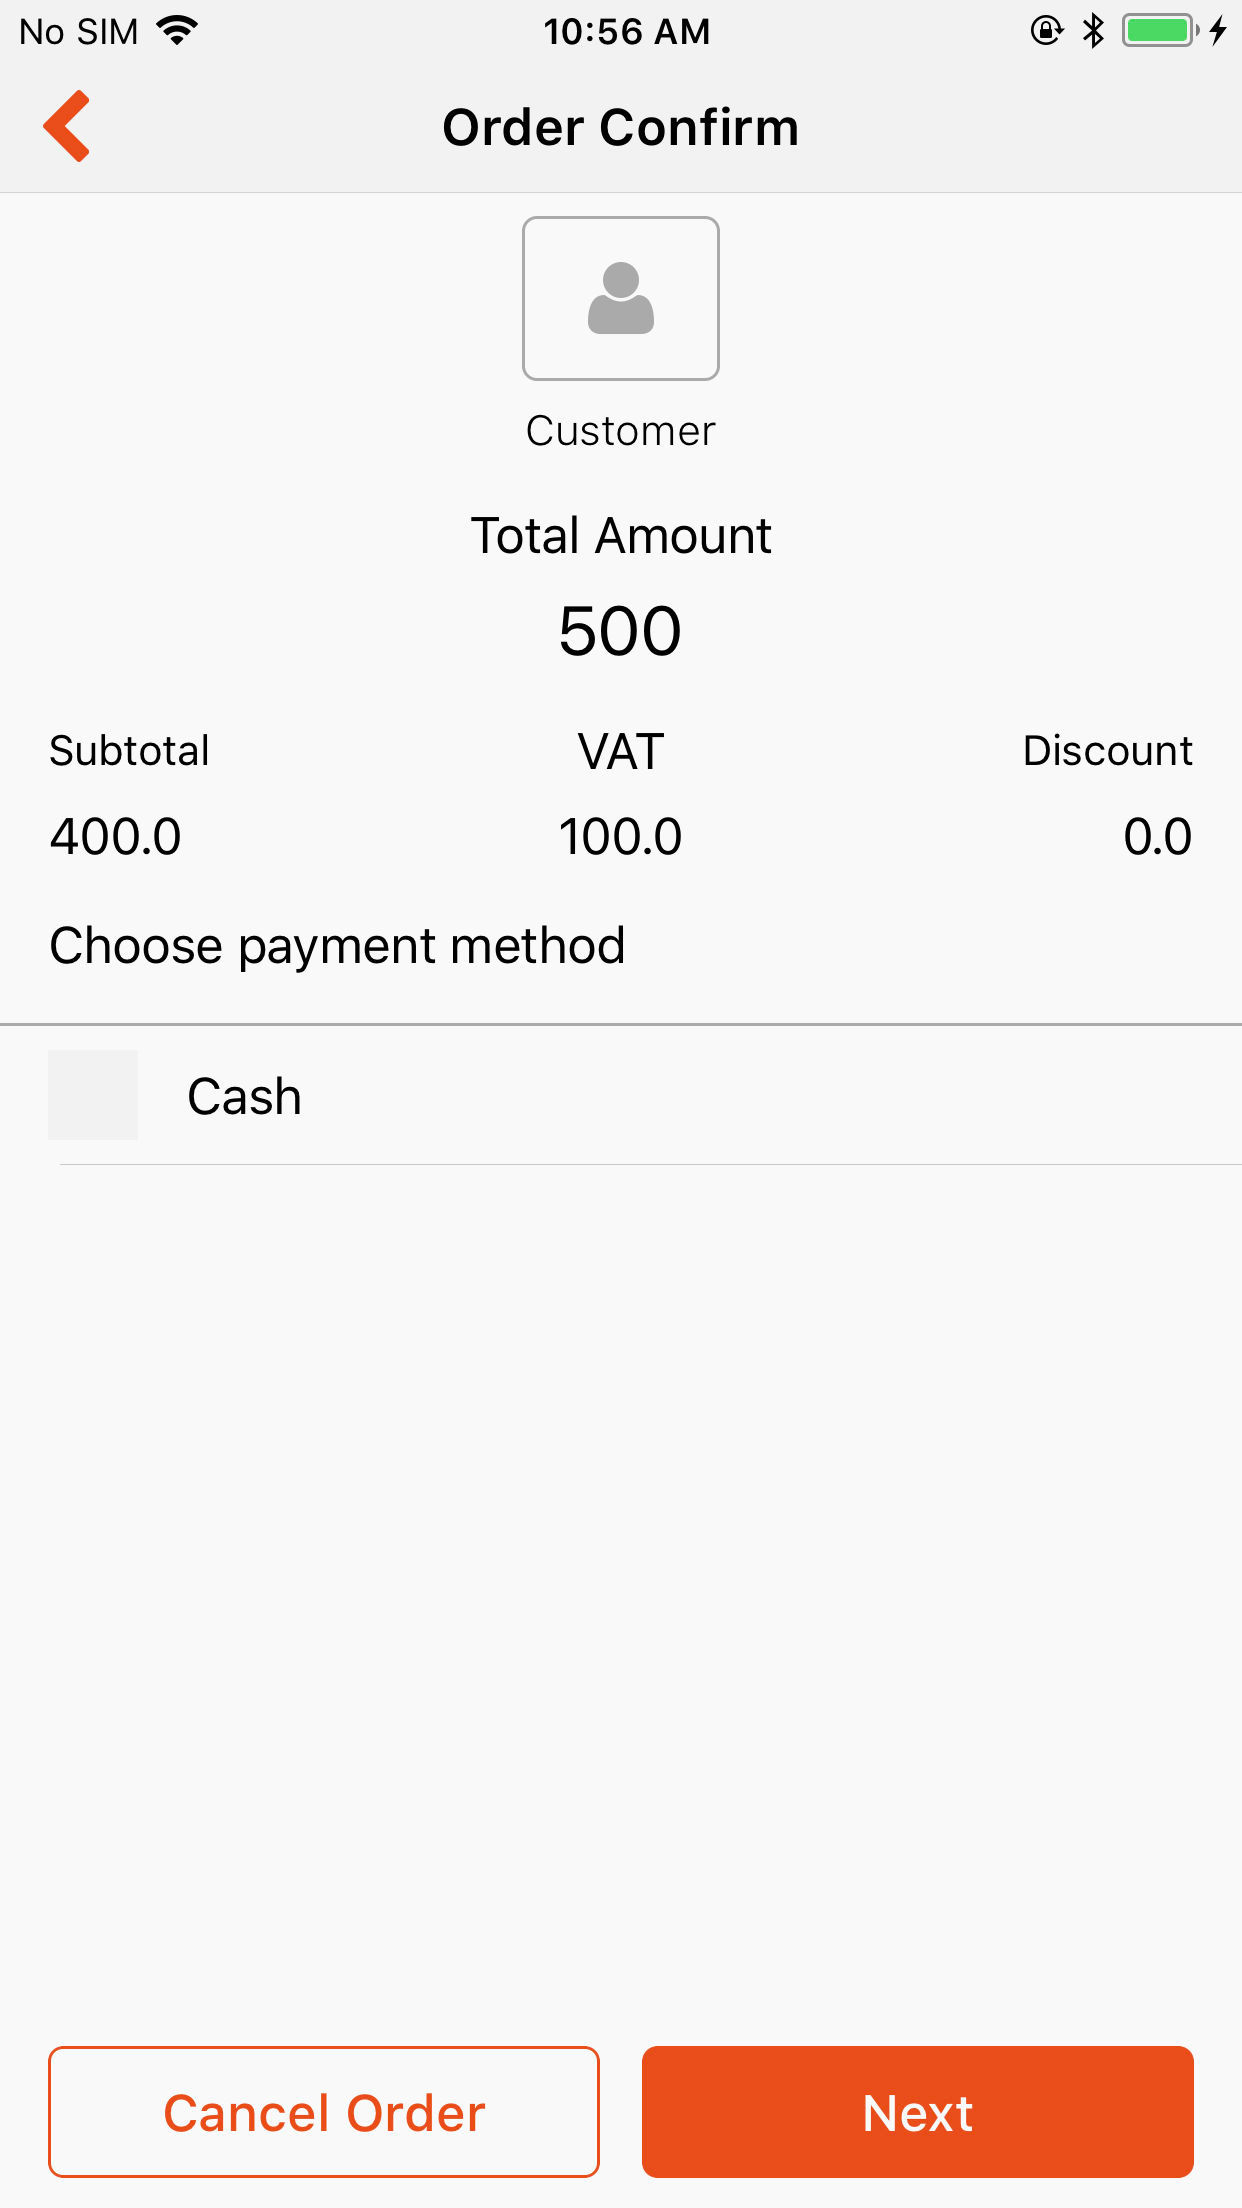 No SIM 10:56 AM
Order Confirm
Customer
Total Amount
500
Subtotal VAT Discount
400.0 100.0 0.0
Choose payment method
Cash
Cancel Order Next